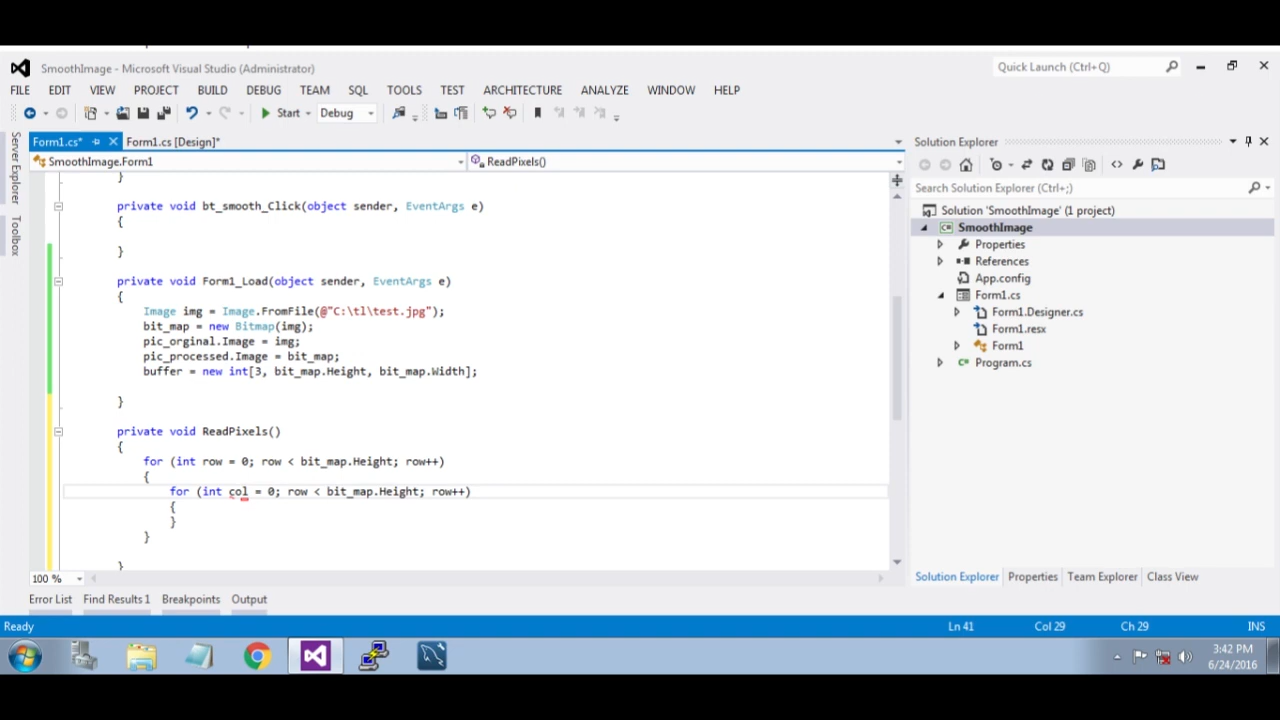 SmoothImage - Microsoft Visual Studio (Administrator)
Quick Launch (Ctrl+Q)
FILE EDIT VIEW PROJECT BUILD DEBUG TEAM SQL TOOLS TEST ARCHITECTURE ANALYZE WINDOW HELP
Start Debug
Server Explorer
Toolbox
Form1.cs* Form1.cs [Design]*
SmoothImage.Form1 ReadPixels()
}
private void bt_smooth_Click(object sender, EventArgs e)
{
}
private void Form1_Load(object sender, EventArgs e)
{
Image img = Image.FromFile(@"C:\tl\test.jpg");
bit_map = new Bitmap(img);
pic_orginal.Image = img;
pic_processed.Image = bit_map;
buffer = new int[3, bit_map.Height, bit_map.Width];
}
private void ReadPixels()
{
for (int row = 0; row < bit_map.Height; row++)
{
for (int col = 0; row < bit_map.Height; row++)
{
}
}
}
100 %
Solution Explorer
Search Solution Explorer (Ctrl+;)
Solution 'SmoothImage' (1 project)
C# SmoothImage
Properties
References
App.config
Form1.cs
Form1.Designer.cs
Form1.resx
Form1
C# Program.cs
Solution Explorer Properties Team Explorer Class View
Error List Find Results 1 Breakpoints Output
Ready Ln 41 Col 29 Ch 29 INS
3:42 PM
6/24/2016